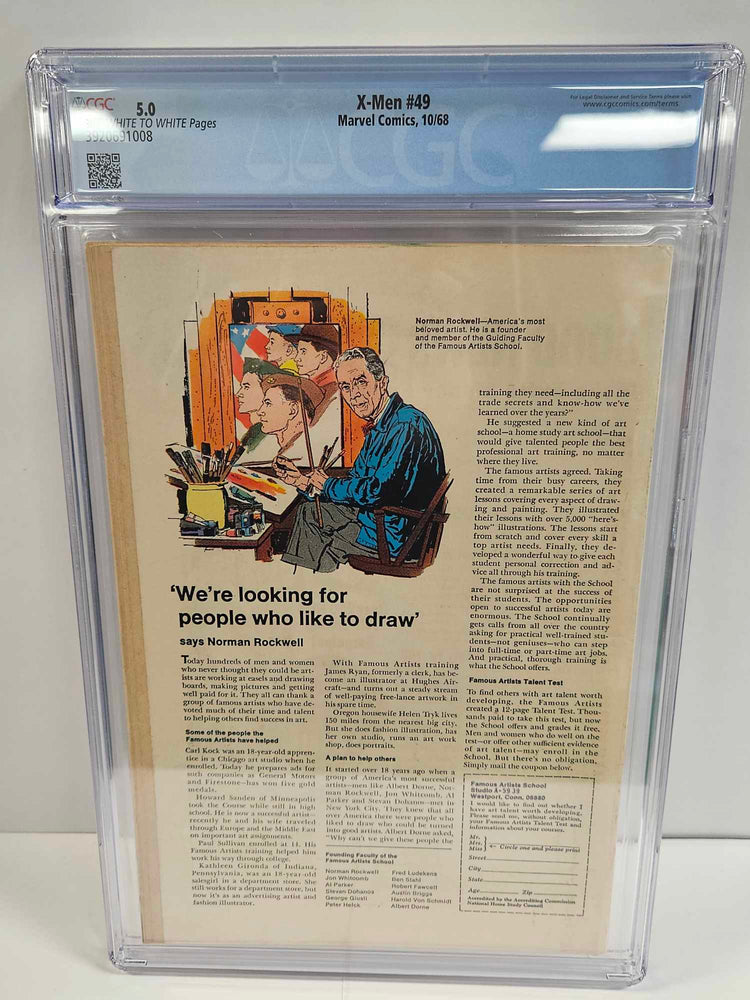 CGC 5.0
WHITE TO WHITE Pages
3920691008
X-Men #49
Marvel Comics, 10/68
For Legal Disclaimer and Service Terms please visit
www.cgccomics.com/terms
CGC
Norman Rockwell—America's most
beloved artist. He is a founder
and member of the Guiding Faculty
of the Famous Artists School.
'We're looking for
people who like to draw'
says Norman Rockwell
Today hundreds of men and women
who never thought they could be art-
ists are working at easels and drawing
boards, making pictures and getting
well paid for it. They all can thank a
group of famous artists who have de-
voted much of their time and talent
to helping others find success in art.
Some of the people the
Famous Artists have helped
Carl Kock was an 18-year-old appren-
tice in a Chicago art studio when he
enrolled. Today he prepares ads for
such companies as General Motors
and Firestone—has won five gold
medals.
Howard Sanden of Minneapolis
took the Course while still in high
school. He is now a successful artist—
recently he and his wife traveled
through Europe and the Middle East
on important art assignments.
Paul Sullivan enrolled at 14. His
Famous Artists training helped him
work his way through college.
Kathleen Gironda of Indiana,
Pennsylvania, was an 18-year-old
salesgirl in a department store. She
still works for a department store, but
now it's as an advertising artist and
fashion illustrator.
With Famous Artists training
James Ryan, formerly a clerk, has be-
come an illustrator at Hughes Air-
craft—and turns out a steady stream
of well-paying free-lance artwork in
his spare time.
Oregon housewife Helen Tryk lives
150 miles from the nearest big city.
But she does fashion illustration, has
her own studio, runs an art work
shop, does portraits.
A plan to help others
It started over 18 years ago when a
group of America's most successful
artists—men like Albert Dorne, Nor-
man Rockwell, Jon Whitcomb, Al
Parker and Stevan Dohanos—met in
New York City. They knew that all
over America there were people who
liked to draw who could be turned
into good artists. Albert Dorne asked,
"Why can't we give these people the
Founding Faculty of the
Famous Artists School
Norman Rockwell
Jon Whitcomb
Al Parker
Stevan Dohanos
George Giusti
Peter Helck
Fred Ludekens
Ben Stahl
Robert Fawcett
Austin Briggs
Harold Von Schmidt
Albert Dorne
training they need—including all the
trade secrets and know-how we've
learned over the years?"
He suggested a new kind of art
school—a home study art school—that
would give talented people the best
professional art training, no matter
where they live.
The famous artists agreed. Taking
time from their busy careers, they
created a remarkable series of art
lessons covering every aspect of draw-
ing and painting. They illustrated
their lessons with over 5,000 "here's-
how" illustrations. The lessons start
from scratch and cover every skill a
top artist needs. Finally, they de-
veloped a wonderful way to give each
student personal correction and ad-
vice all through his training.
The famous artists with the School
are not surprised at the success of
their students. The opportunities
open to successful artists today are
enormous. The School continually
gets calls from all over the country
asking for practical well-trained stu-
dents—not geniuses—who can step
into full-time or part-time art jobs.
And practical, thorough training is
what the School offers.
Famous Artists Talent Test
To find others with art talent worth
developing, the Famous Artists
created a 12-page Talent Test. Thou-
sands paid to take this test, but now
the School offers and grades it free.
Men and women who do well on the
test—or offer other sufficient evidence
of art talent—may enroll in the
School. But there's no obligation.
Simply mail the coupon below.
Famous Artists School
Studio
Westport, Conn. 06880
I would like to find out whether I
have art talent worth developing.
Please send me, without obligation,
your Famous Artists Talent Test and
information about your courses.
Mr.
Mrs.
Miss ← Circle one and please print
Street
City
State
Age Zip
Accredited by the Accrediting Commission
National Home Study Council